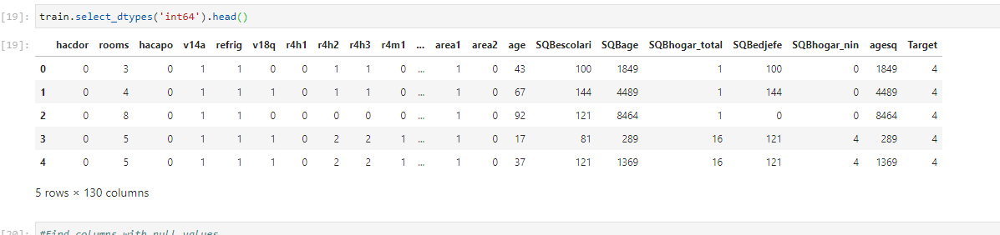 [19]: train.select_dtypes('int64').head()
[19]: hacdor rooms hacapo v14a refrig v18q r4h1 r4h2 r4h3 r4m1 ... area1 area2 age SQBescolari SQBage SQBhogar_total SQBedjefe SQBhogar_nin agesq Target
0 0 3 0 1 1 0 0 1 1 0 ... 1 0 43 100 1849 1 100 0 1849 4
1 0 4 0 1 1 1 0 1 1 0 ... 1 0 67 144 4489 1 144 0 4489 4
2 0 8 0 1 1 0 0 0 0 0 ... 1 0 92 121 8464 1 0 0 8464 4
3 0 5 0 1 1 1 0 2 2 1 ... 1 0 17 81 289 16 121 4 289 4
4 0 5 0 1 1 1 0 2 2 1 ... 1 0 37 121 1369 16 121 4 1369 4
5 rows × 130 columns
[20]: #Find columns with null values